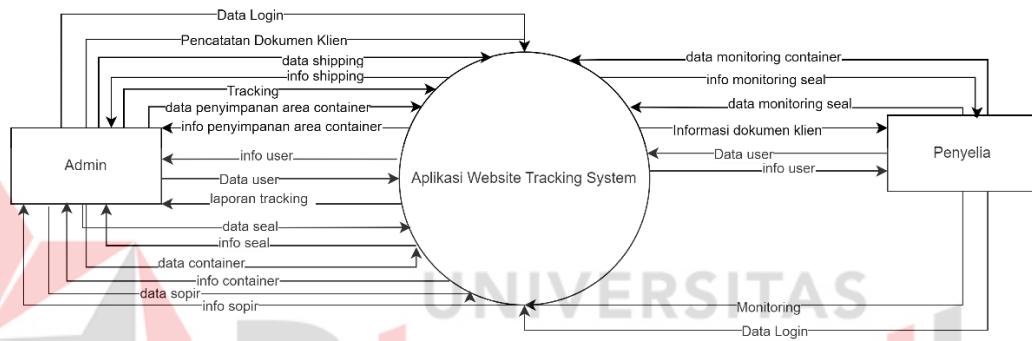 Data Login
Pencatatan Dokumen Klien
data shipping
info shipping
Tracking
data penyimpanan area container
info penyimpanan area container
Admin
info user
Data user
laporan tracking
data seal
info seal
data container
info container
data sopir
info sopir
Aplikasi Website Tracking System
data monitoring container
info monitoring seal
data monitoring seal
Informasi dokumen klien
Data user
info user
Penyelia
Monitoring
Data Login
UNIVERSITAS